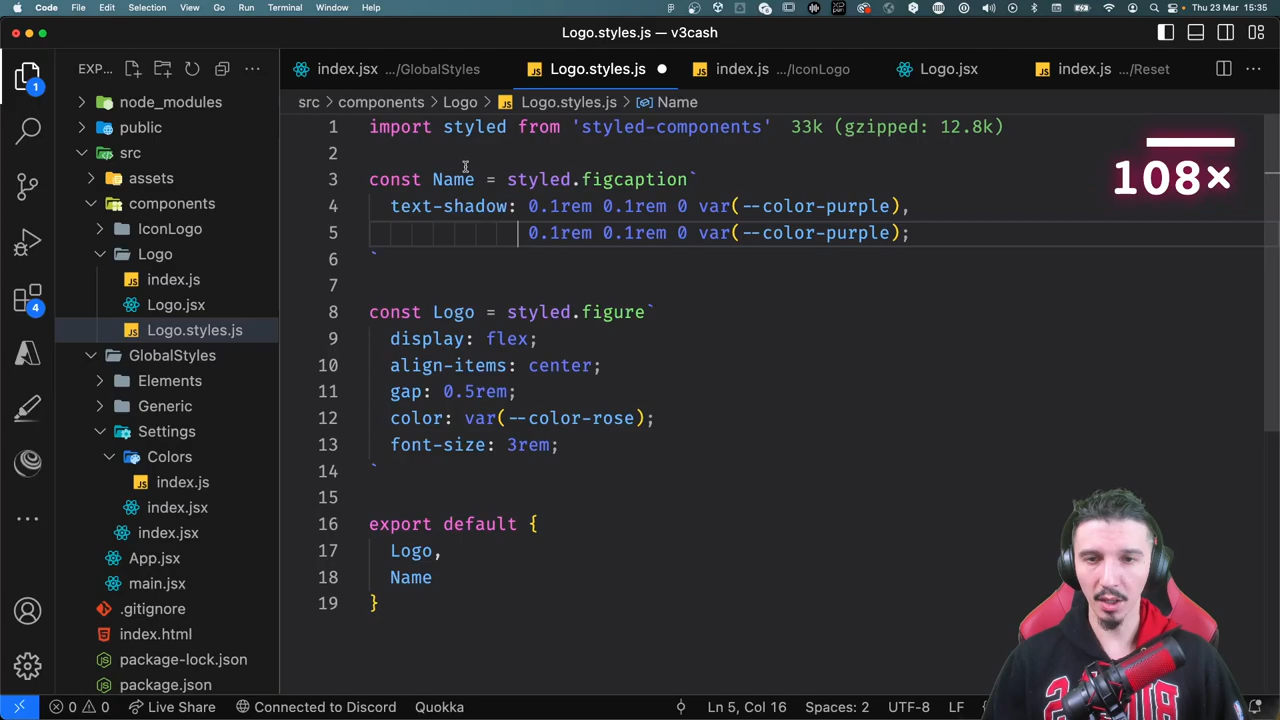 Code File Edit Selection View Go Run Terminal Window Help Thu 23 Mar 15:35
Logo.styles.js — v3cash
EXP... index.jsx .../GlobalStyles Logo.styles.js index.js .../IconLogo Logo.jsx index.js .../Reset
src > components > Logo > JS Logo.styles.js > Name
node_modules
public
src
assets
components
IconLogo
Logo
JS index.js
Logo.jsx
JS Logo.styles.js
GlobalStyles
Elements
Generic
Settings
Colors
JS index.js
index.jsx
index.jsx
App.jsx
main.jsx
.gitignore
index.html
package-lock.json
package.json
1
4
1 import styled from 'styled-components' 33k (gzipped: 12.8k)
2
3 const Name = styled.figcaption`
4 text-shadow: 0.1rem 0.1rem 0 var(--color-purple),
5 0.1rem 0.1rem 0 var(--color-purple);
6 `
7
8 const Logo = styled.figure`
9 display: flex;
10 align-items: center;
11 gap: 0.5rem;
12 color: var(--color-rose);
13 font-size: 3rem;
14 `
15
16 export default {
17 Logo,
18 Name
19 }
108×
0 0 Live Share Connected to Discord Quokka Ln 5, Col 16 Spaces: 2 UTF-8 LF